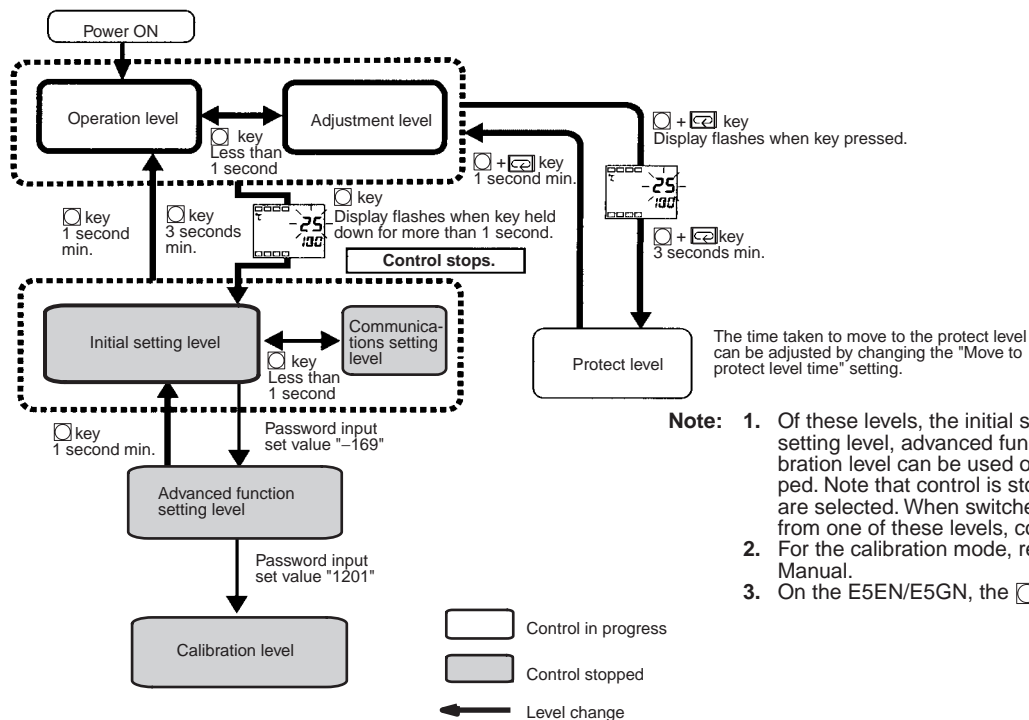 Power ON
Operation level
Adjustment level
key
Less than
1 second
+ key
Display flashes when key pressed.
25
100
+ key
1 second min.
+ key
3 seconds min.
key
1 second
min.
key
3 seconds
min.
25
100
key
Display flashes when key held
down for more than 1 second.
Control stops.
Initial setting level
key
Less than
1 second
Communica-
tions setting
level
Protect level
The time taken to move to the protect level
can be adjusted by changing the "Move to
protect level time" setting.
key
1 second min.
Password input
set value "–169"
Advanced function
setting level
Password input
set value "1201"
Calibration level
Control in progress
Control stopped
Level change
Note: 1. Of these levels, the initial s
setting level, advanced fun
bration level can be used o
ped. Note that control is sto
are selected. When switche
from one of these levels, co
2. For the calibration mode, re
Manual.
3. On the E5EN/E5GN, the